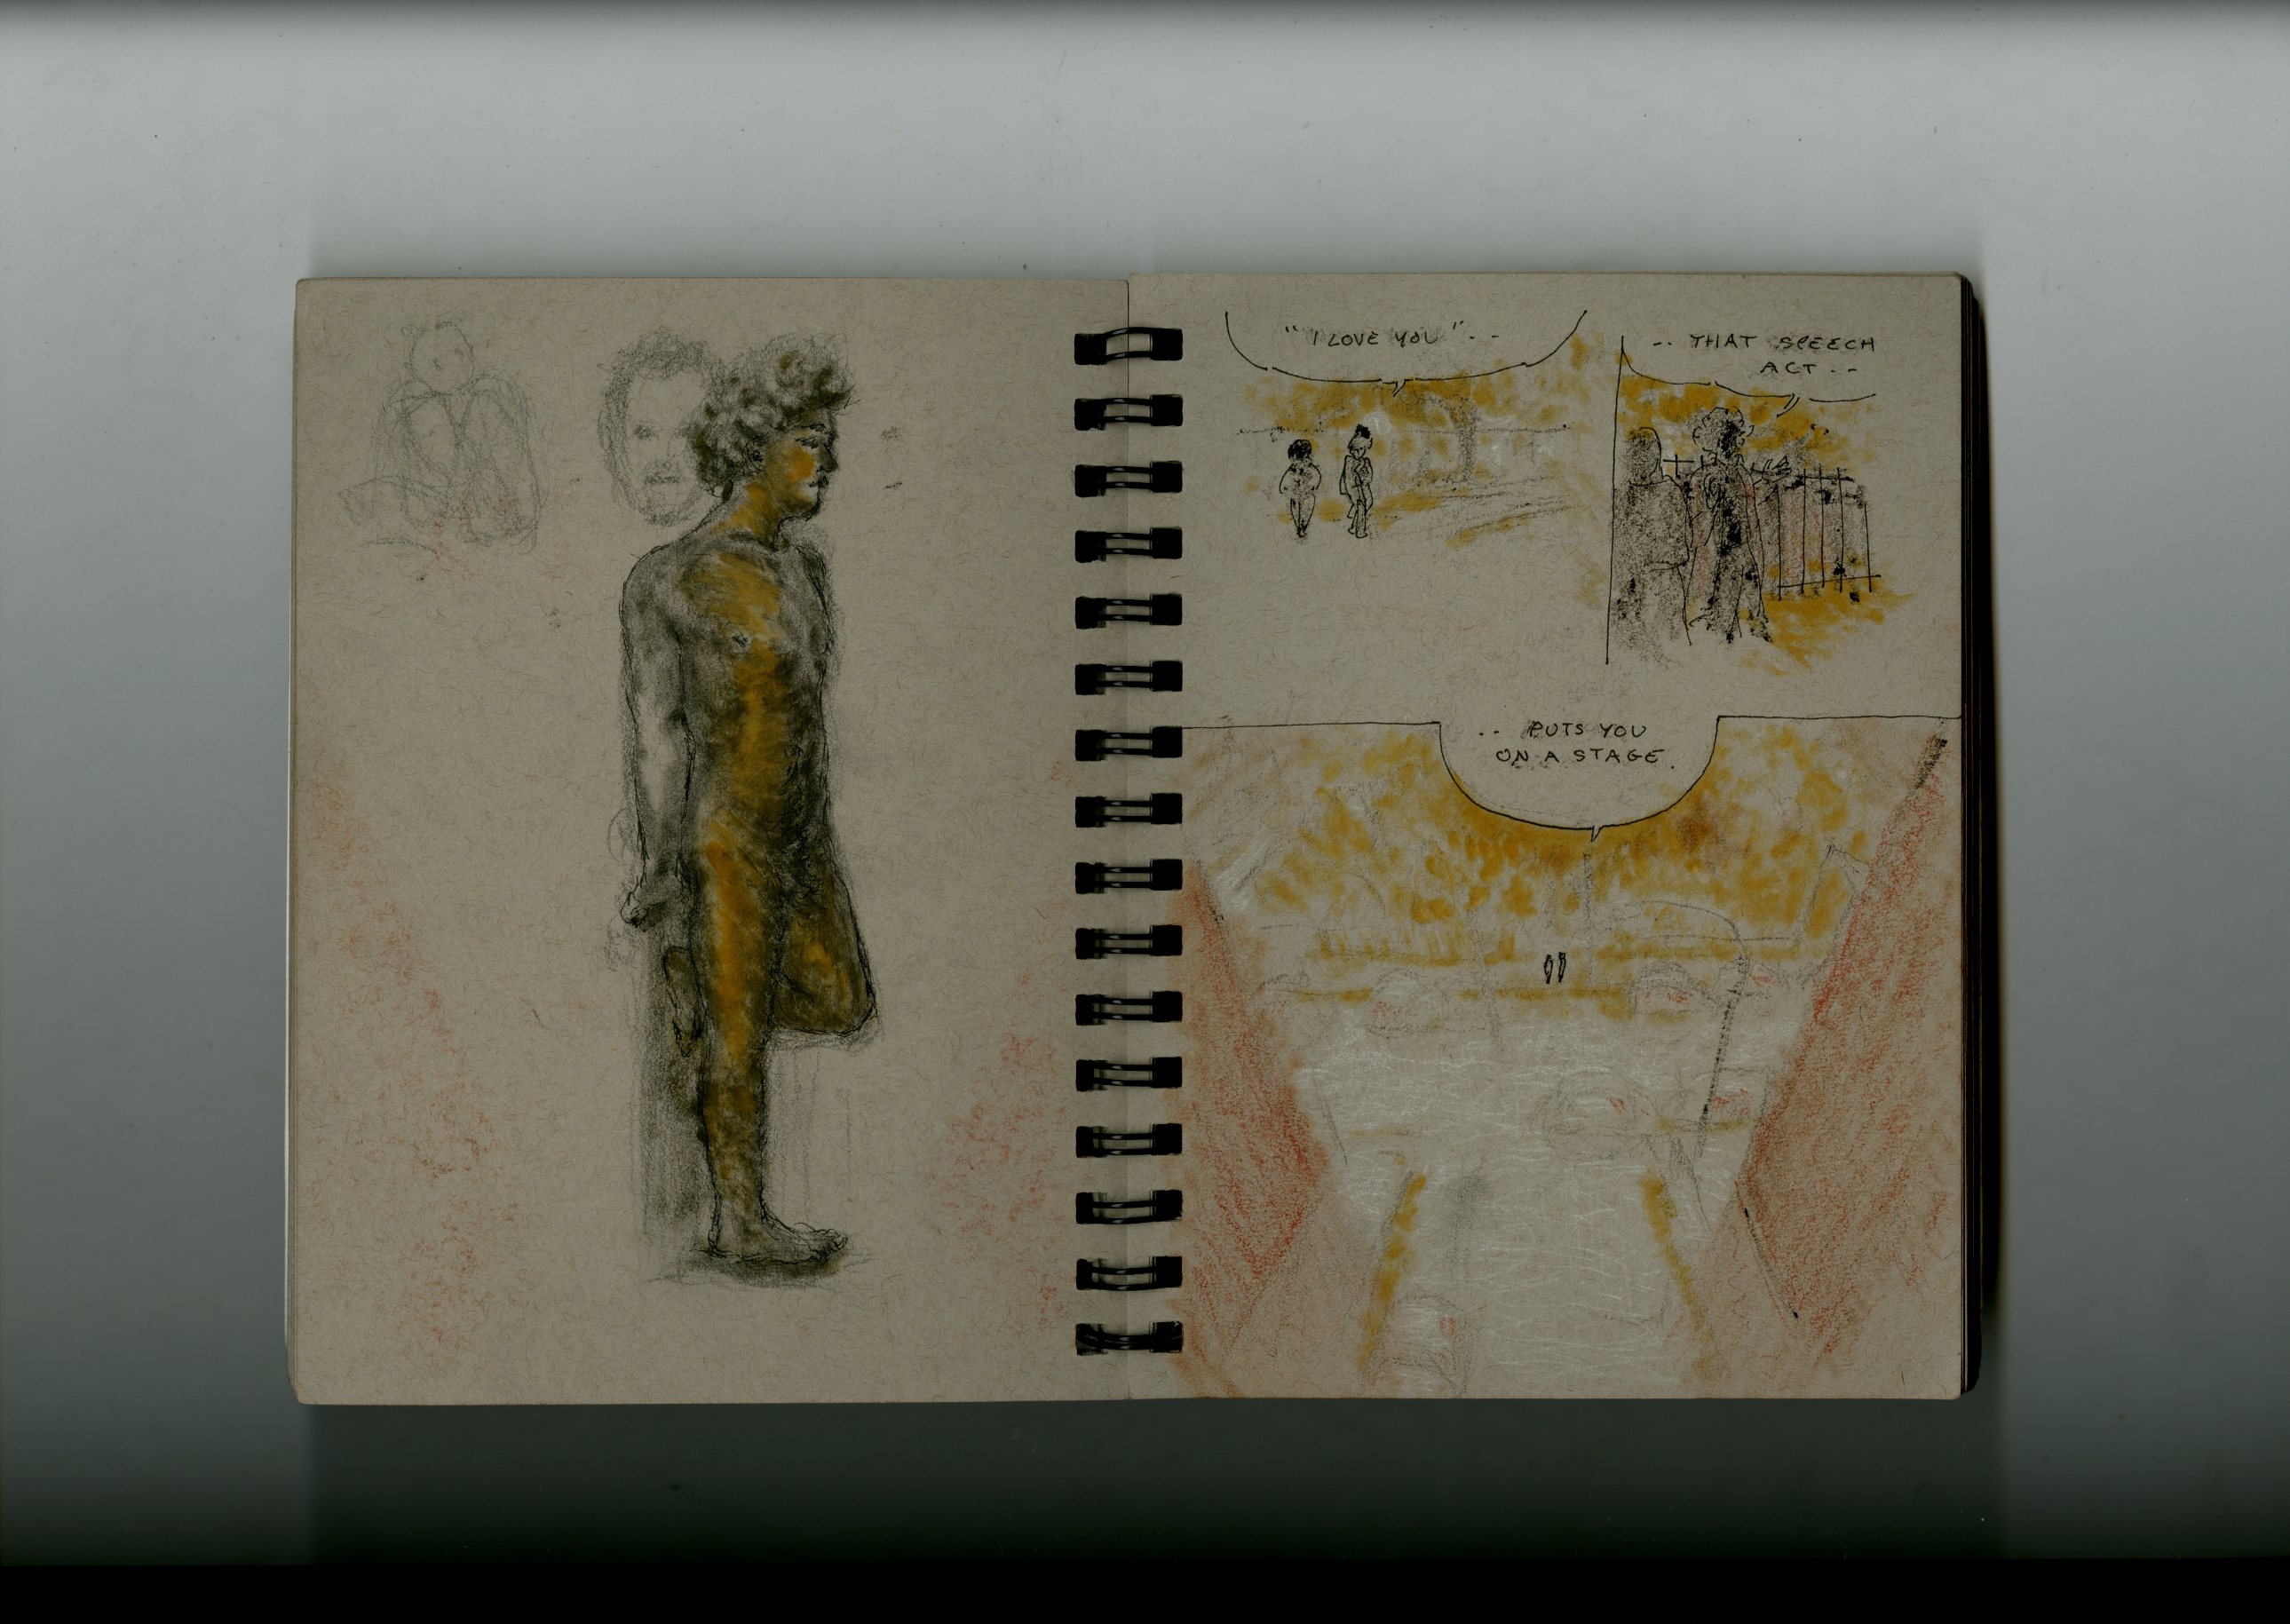 "I LOVE YOU"--
-- THAT SPEECH
ACT --
-- PUTS YOU
ON A STAGE.